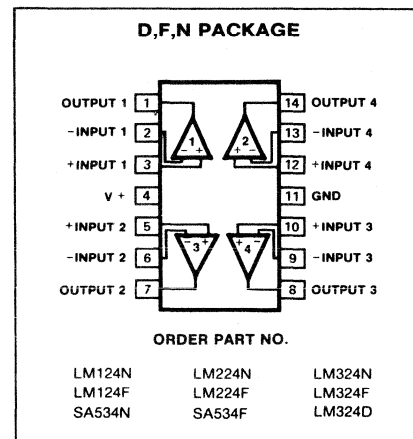 D,F,N PACKAGE
OUTPUT 1 1 14 OUTPUT 4
-INPUT 1 2 13 -INPUT 4
1 2
- + + -
+INPUT 1 3 12 +INPUT 4
V + 4 11 GND
+INPUT 2 5 10 +INPUT 3
- + + -
3 4
-INPUT 2 6 9 -INPUT 3
OUTPUT 2 7 8 OUTPUT 3
ORDER PART NO.
LM124N LM224N LM324N
LM124F LM224F LM324F
SA534N SA534F LM324D